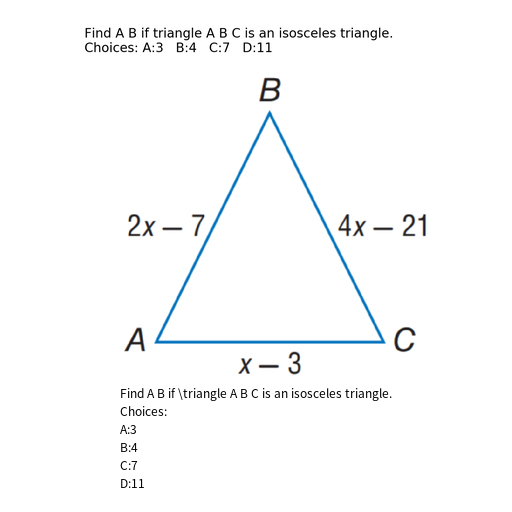 Find A B if triangle A B C is an isosceles triangle.
Choices: A:3 B:4 C:7 D:11
B
2x – 7
4x – 21
A
C
x – 3
Find A B if \triangle A B C is an isosceles triangle.
Choices:
A:3
B:4
C:7
D:11